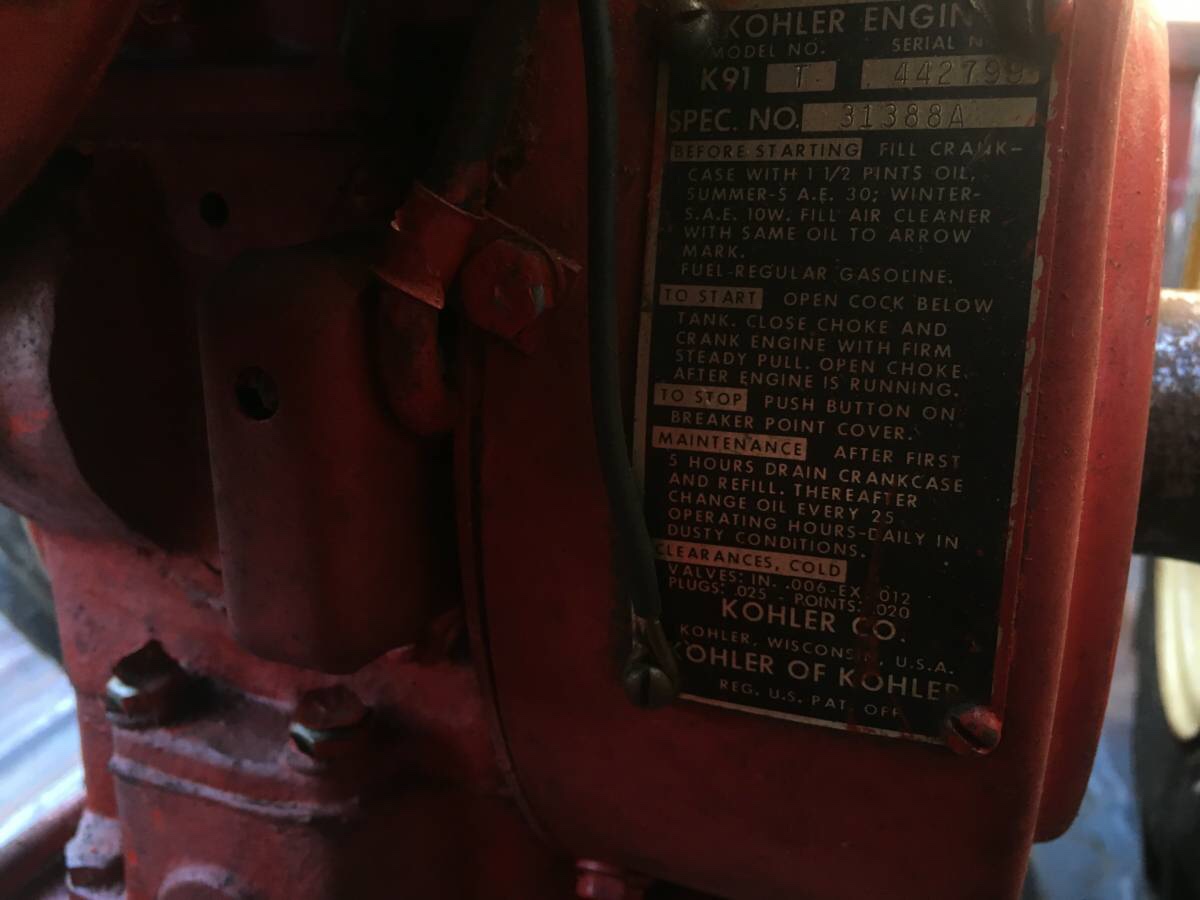 KOHLER ENGIN
MODEL NO. SERIAL N
K91 T 442799
SPEC. NO. 31388A
BEFORE STARTING FILL CRANK-
CASE WITH 1 1/2 PINTS OIL,
SUMMER-S.A.E. 30; WINTER-
S.A.E. 10W. FILL AIR CLEANER
WITH SAME OIL TO ARROW
MARK.
FUEL-REGULAR GASOLINE.
TO START OPEN COCK BELOW
TANK. CLOSE CHOKE AND
CRANK ENGINE WITH FIRM
STEADY PULL. OPEN CHOKE.
AFTER ENGINE IS RUNNING.
TO STOP PUSH BUTTON ON
BREAKER POINT COVER.
MAINTENANCE AFTER FIRST
5 HOURS DRAIN CRANKCASE
AND REFILL. THEREAFTER
CHANGE OIL EVERY 25
OPERATING HOURS-DAILY IN
DUSTY CONDITIONS.
CLEARANCES, COLD
VALVES: IN- .006-EX .012
PLUGS: .025 - POINTS: .020
KOHLER CO.
KOHLER, WISCONSIN, U.S.A.
KOHLER OF KOHLER
REG. U.S. PAT. OFF